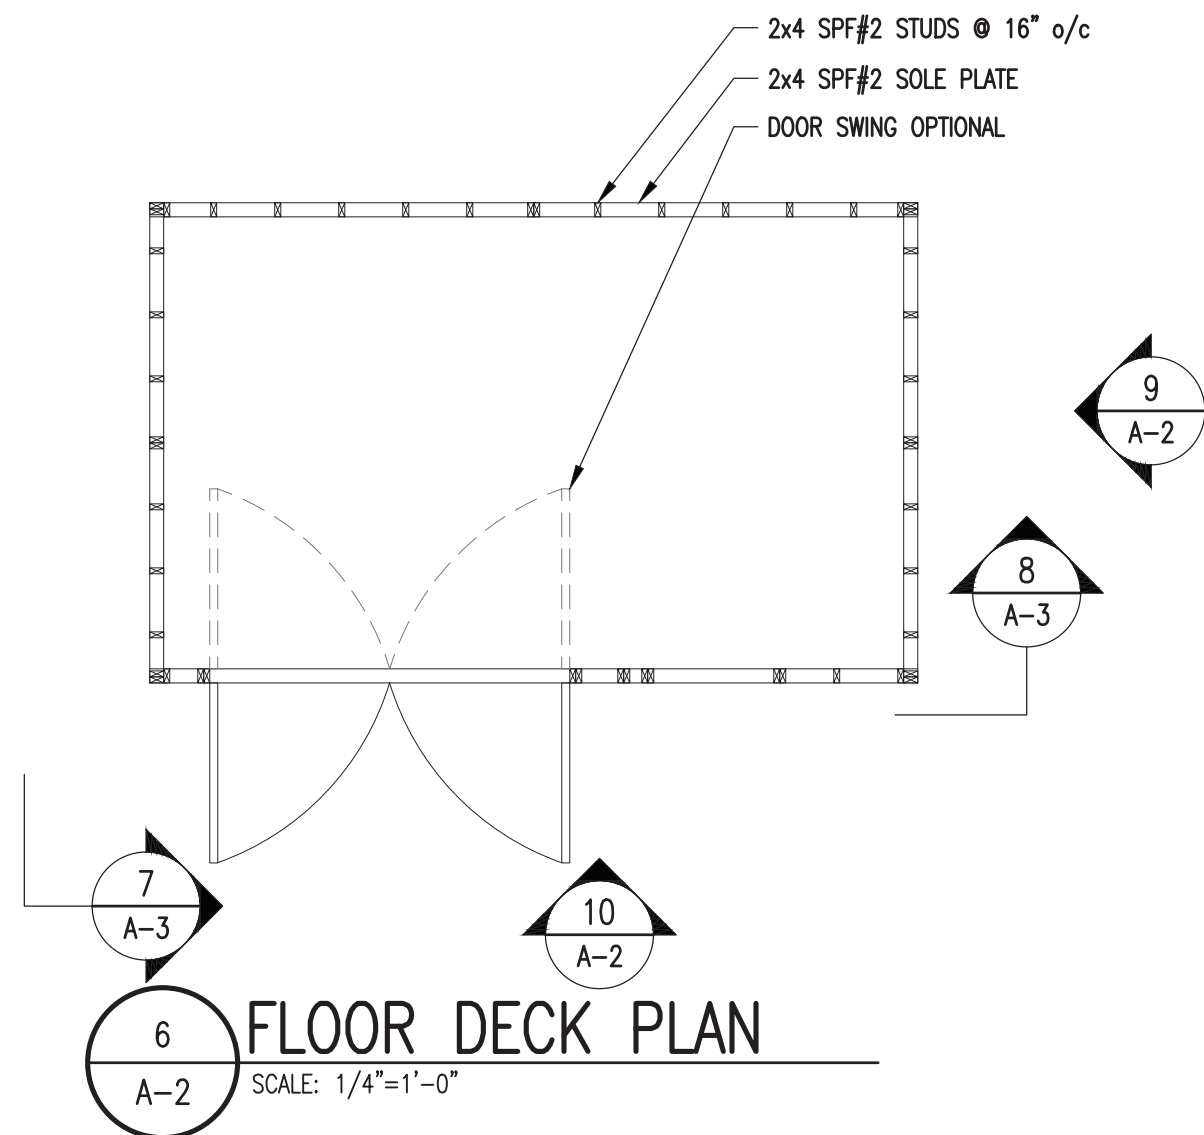 2x4 SPF#2 STUDS @ 16" o/c
2x4 SPF#2 SOLE PLATE
DOOR SWING OPTIONAL
9
A-2
8
A-3
7
A-3
10
A-2
6
A-2
FLOOR DECK PLAN
SCALE: 1/4"=1'-0"